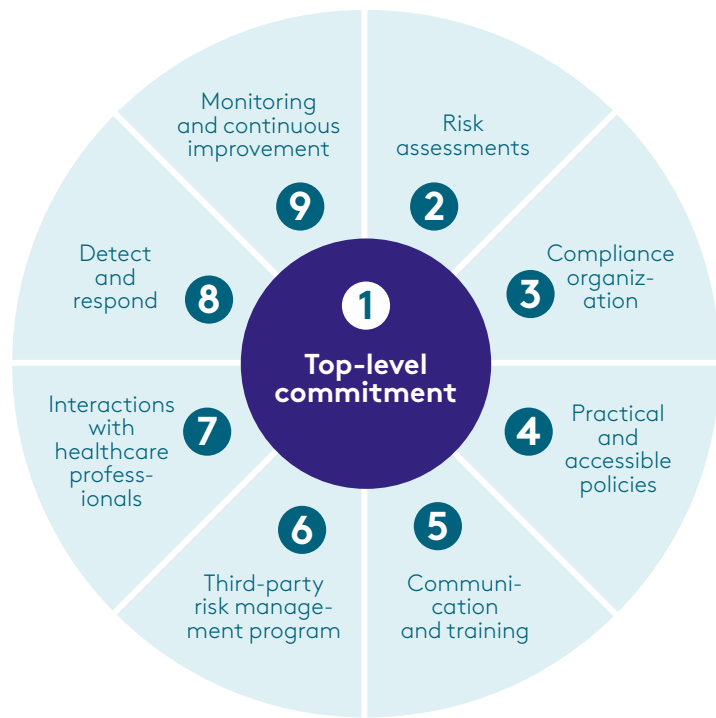 1
Top-level
commitment
2
Risk
assessments
3
Compliance
organiz-
ation
4
Practical
and
accessible
policies
5
Communi-
cation
and training
6
Third-party
risk manage-
ment program
7
Interactions
with
healthcare
profess-
ionals
8
Detect
and
respond
9
Monitoring
and continuous
improvement